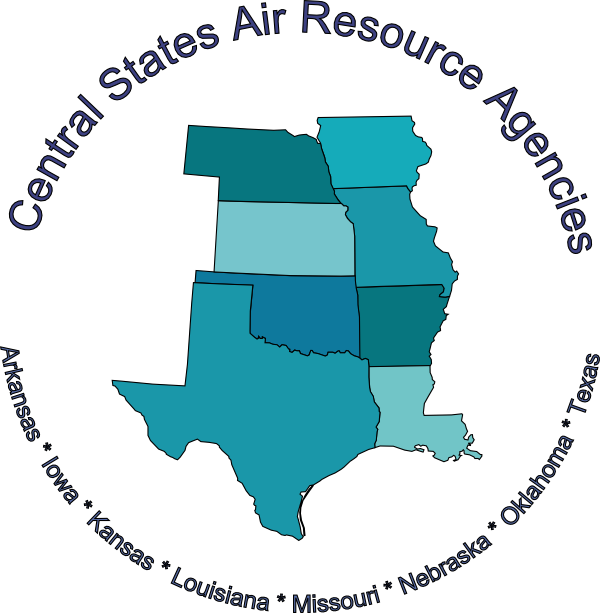 Central States Air Resource Agencies
Arkansas * Iowa * Kansas * Louisiana * Missouri * Nebraska * Oklahoma * Texas